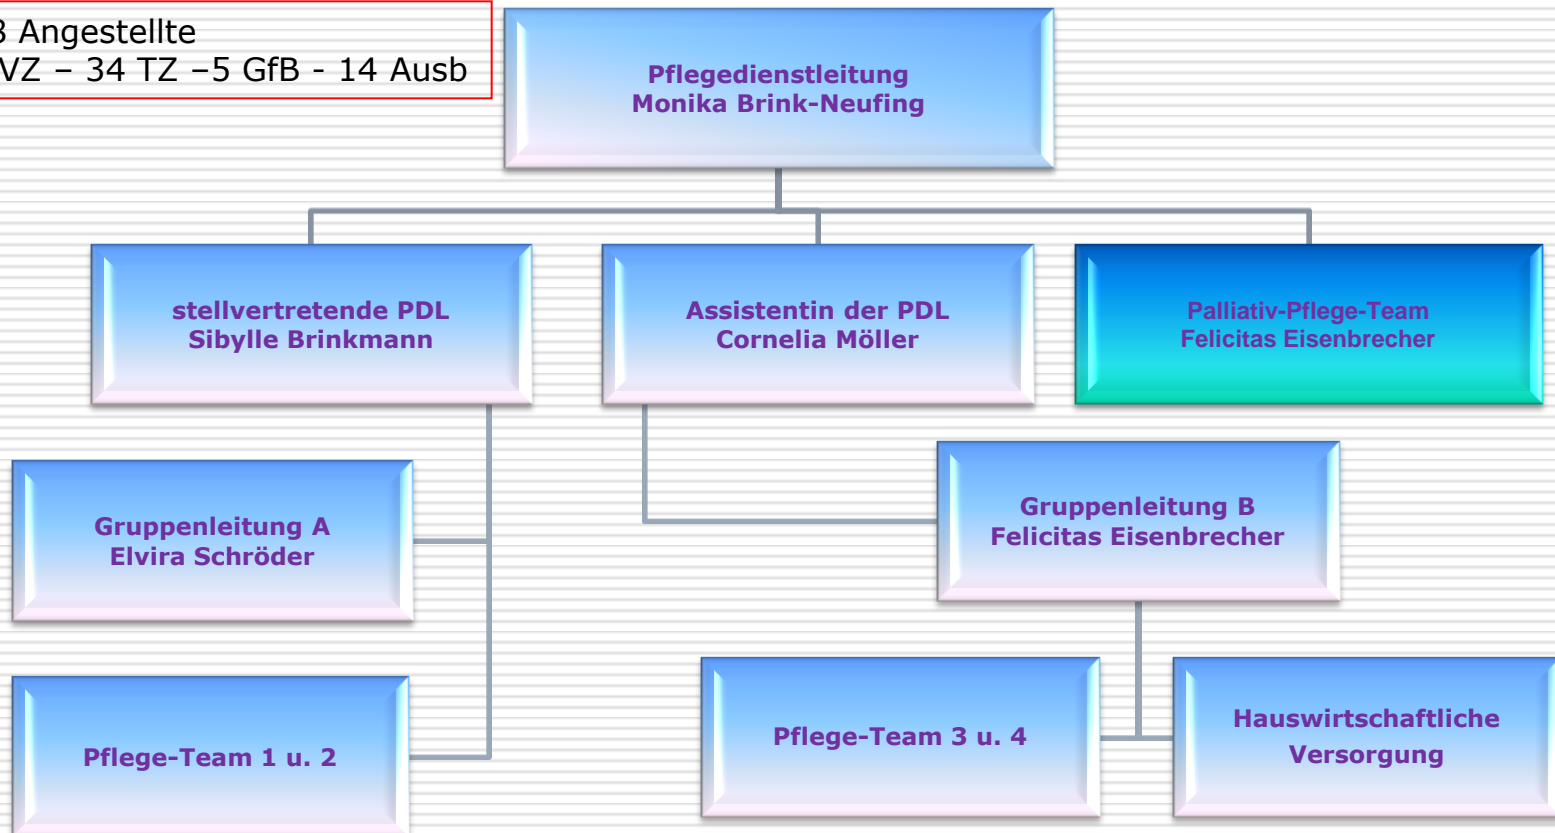 3 Angestellte
VZ – 34 TZ –5 GfB - 14 Ausb
Pflegedienstleitung
Monika Brink-Neufing
stellvertretende PDL
Sibylle Brinkmann
Assistentin der PDL
Cornelia Möller
Palliativ-Pflege-Team
Felicitas Eisenbrecher
Gruppenleitung A
Elvira Schröder
Gruppenleitung B
Felicitas Eisenbrecher
Pflege-Team 1 u. 2
Pflege-Team 3 u. 4
Hauswirtschaftliche
Versorgung